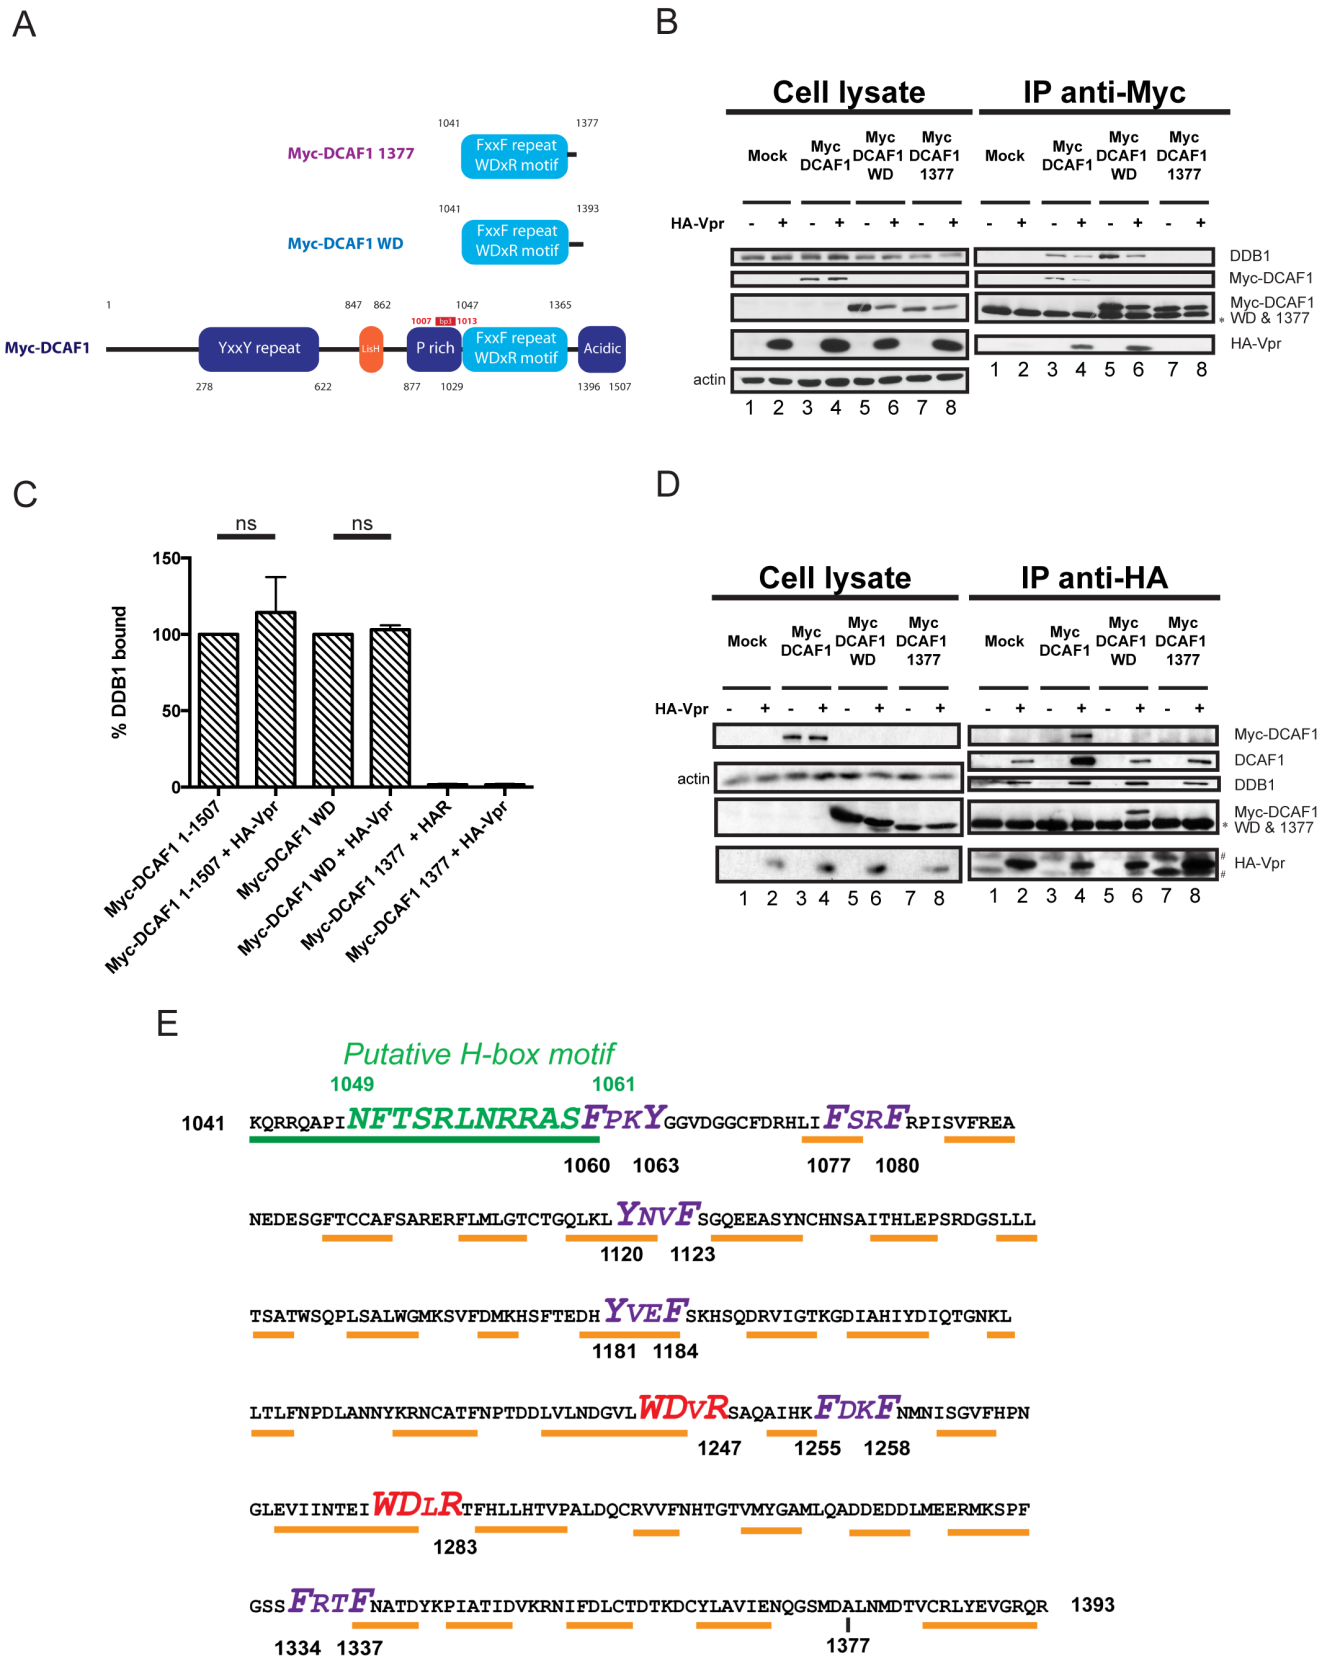 A
1041
1377
Myc-DCAF1 1377
FxxF repeat
WDxR motif
1041
1393
Myc-DCAF1 WD
FxxF repeat
WDxR motif
1
847
862
1007
bp3
1013
1047
1365
Myc-DCAF1
YxxY repeat
LisH
P rich
FxxF repeat
WDxR motif
Acidic
278
622
877
1029
1396
1507
B
Cell lysate
IP anti-Myc
Mock
Myc
DCAF1
Myc
DCAF1
WD
Myc
DCAF1
1377
Mock
Myc
DCAF1
Myc
DCAF1
WD
Myc
DCAF1
1377
HA-Vpr
- + - + - + - +
- + - + - + - +
DDB1
Myc-DCAF1
Myc-DCAF1
* WD & 1377
HA-Vpr
actin
1 2 3 4 5 6 7 8
1 2 3 4 5 6 7 8
C
ns
ns
% DDB1 bound
150
100
50
0
Myc-DCAF1 1-1507
Myc-DCAF1 1-1507 + HA-Vpr
Myc-DCAF1 WD
Myc-DCAF1 WD + HA-Vpr
Myc-DCAF1 1377 + HAR
Myc-DCAF1 1377 + HA-Vpr
D
Cell lysate
IP anti-HA
Mock
Myc
DCAF1
Myc
DCAF1
WD
Myc
DCAF1
1377
Mock
Myc
DCAF1
Myc
DCAF1
WD
Myc
DCAF1
1377
HA-Vpr
- + - + - + - +
- + - + - + - +
Myc-DCAF1
DCAF1
actin
DDB1
Myc-DCAF1
* WD & 1377
#
HA-Vpr
#
1 2 3 4 5 6 7 8
1 2 3 4 5 6 7 8
E
Putative H-box motif
1049
1061
1041
KQRRQAPINFTSRLNRRASFPKYGGVDGGCFDRHLIFSRFRPISVFREA
1060 1063 1077 1080
NEDESGFTCCAFSARERFLMLGTCTGQLKLYNVFSGQEEASYNCHNSAITHLEPSRDGSLLL
1120 1123
TSATWSQPLSALWGMKSVFDMKHSFTEDHYVEFSKHSQDRVIGTKGDIAHIYDIQTGNKL
1181 1184
LTLFNPDLANNYKRNCATFNPTDDLVLNDGVLWDVRSAQAIHKFDKFNMNISGVFHPN
1247 1255 1258
GLEVIINTEIWDLRTFHLLHTVPALDQCRVVFNHTGTVMYGAMLQADDEDDLMEERMKSPF
1283
GSSFRTFNATDYKPIATIDVKRNIFDLCTDTKDCYLAVIENQGSMDALNMDTVCRLYEVGRQR
1393
1334 1337
1377